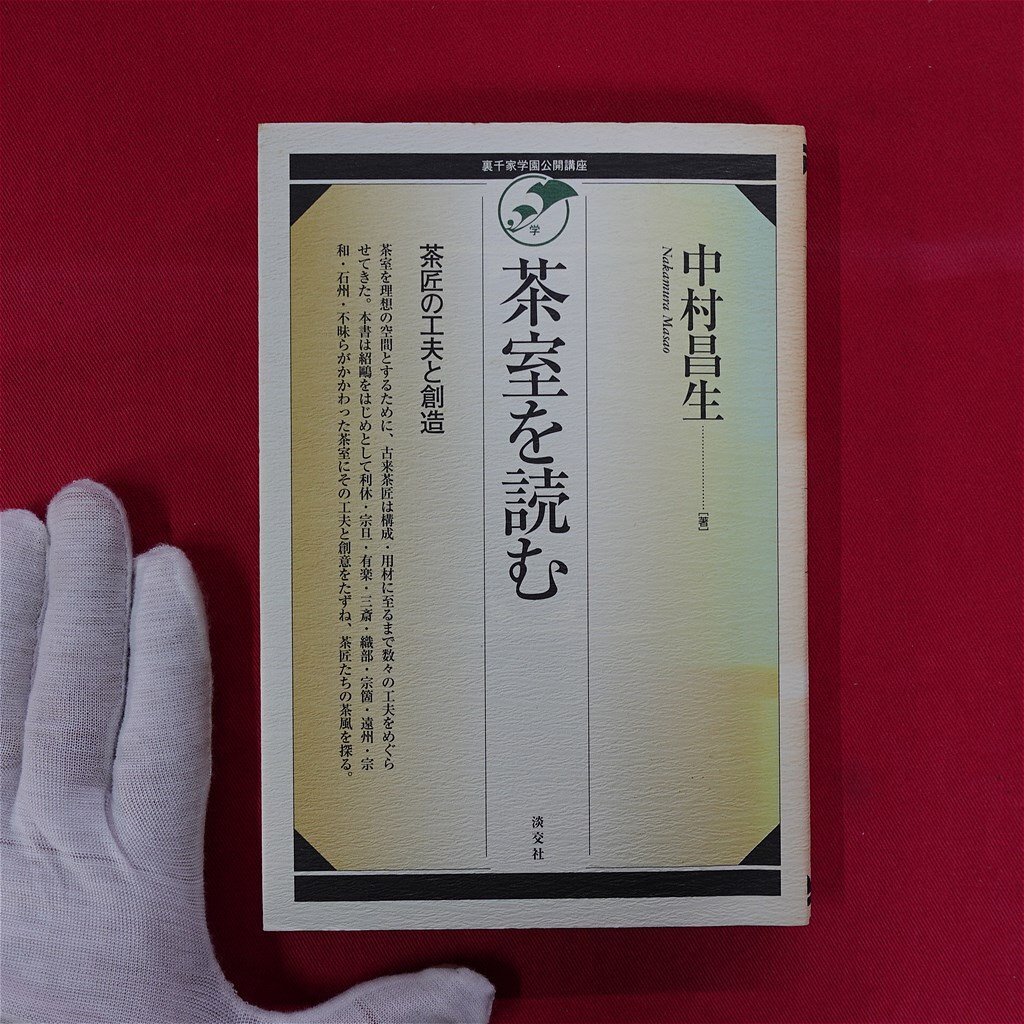 裏千家学園公開講座
学
中村昌生
[著]
Nakamura Masao
茶室を読む
茶匠の工夫と創造
茶室を理想の空間とするために、古来茶匠は構成・用材に至るまで数々の工夫をめぐら
せてきた。本書は紹鷗をはじめとして利休・宗旦・有楽・三斎・織部・宗箇・遠州・宗
和・石州・不昧らがかかわった茶室にその工夫と創意をたずね、茶匠たちの茶風を探る。
淡交社